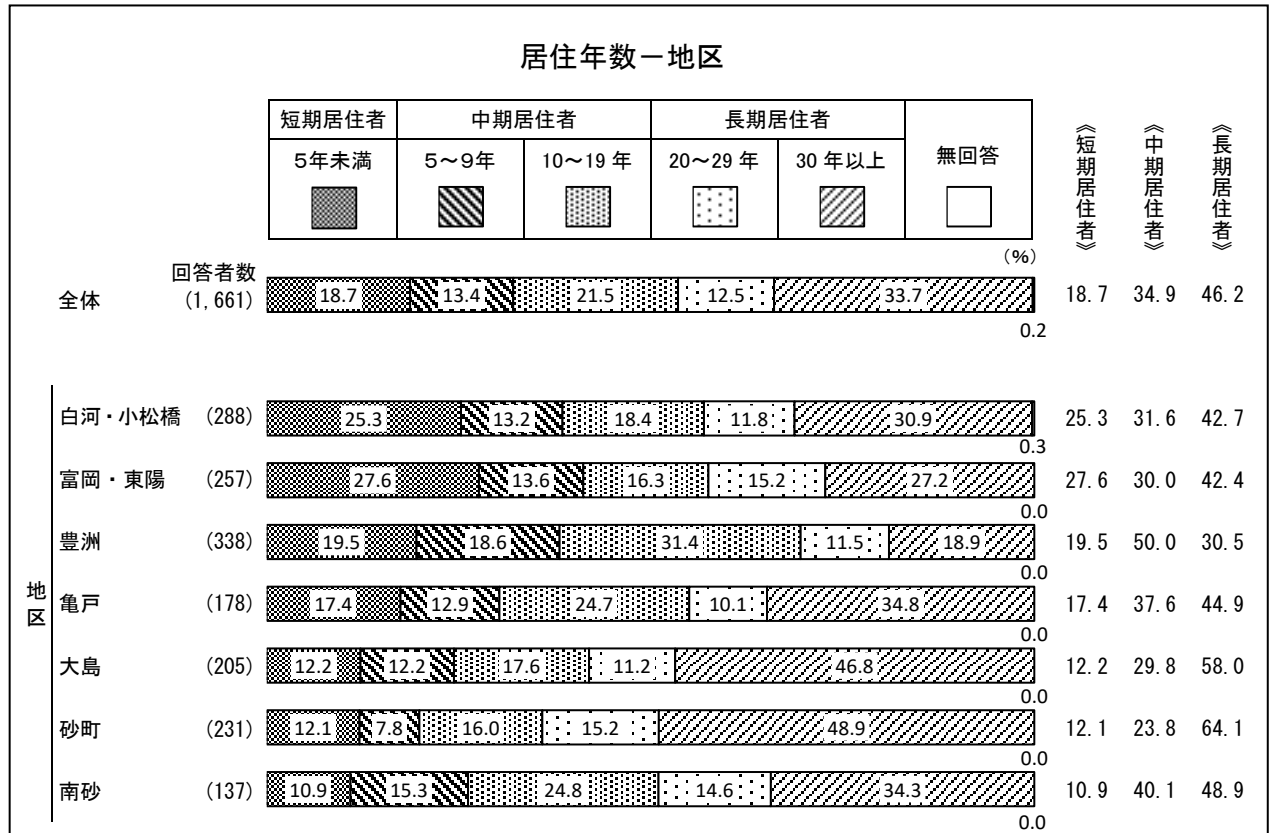 居住年数－地区
短期居住者 中期居住者 長期居住者 無回答 《短期居住者》 《中期居住者》 《長期居住者》
5年未満 5～9年 10～19年 20～29年 30年以上
(%)
回答者数
全体 (1,661) 18.7 13.4 21.5 12.5 33.7 18.7 34.9 46.2
0.2
地区
白河・小松橋 (288) 25.3 13.2 18.4 11.8 30.9 25.3 31.6 42.7
0.3
富岡・東陽 (257) 27.6 13.6 16.3 15.2 27.2 27.6 30.0 42.4
0.0
豊洲 (338) 19.5 18.6 31.4 11.5 18.9 19.5 50.0 30.5
0.0
亀戸 (178) 17.4 12.9 24.7 10.1 34.8 17.4 37.6 44.9
0.0
大島 (205) 12.2 12.2 17.6 11.2 46.8 12.2 29.8 58.0
0.0
砂町 (231) 12.1 7.8 16.0 15.2 48.9 12.1 23.8 64.1
0.0
南砂 (137) 10.9 15.3 24.8 14.6 34.3 10.9 40.1 48.9
0.0